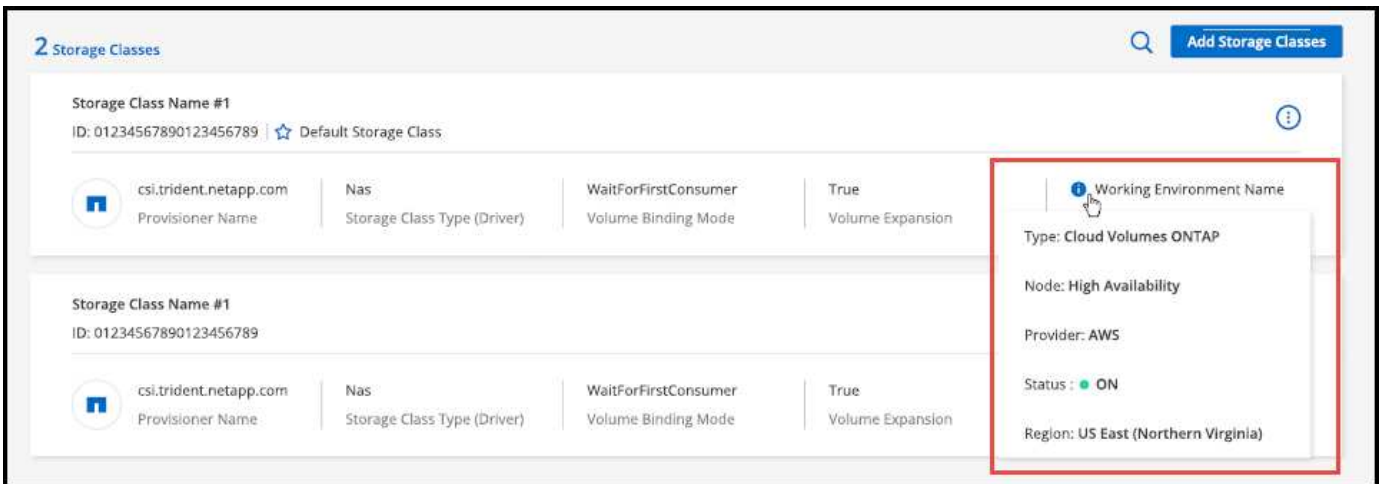 2 Storage Classes
Add Storage Classes
Storage Class Name #1
ID: 01234567890123456789 | Default Storage Class
csi.trident.netapp.com
Provisioner Name
Nas
Storage Class Type (Driver)
WaitForFirstConsumer
Volume Binding Mode
True
Volume Expansion
Working Environment Name
Type: Cloud Volumes ONTAP
Node: High Availability
Provider: AWS
Status : ON
Region: US East (Northern Virginia)
Storage Class Name #1
ID: 01234567890123456789
csi.trident.netapp.com
Provisioner Name
Nas
Storage Class Type (Driver)
WaitForFirstConsumer
Volume Binding Mode
True
Volume Expansion